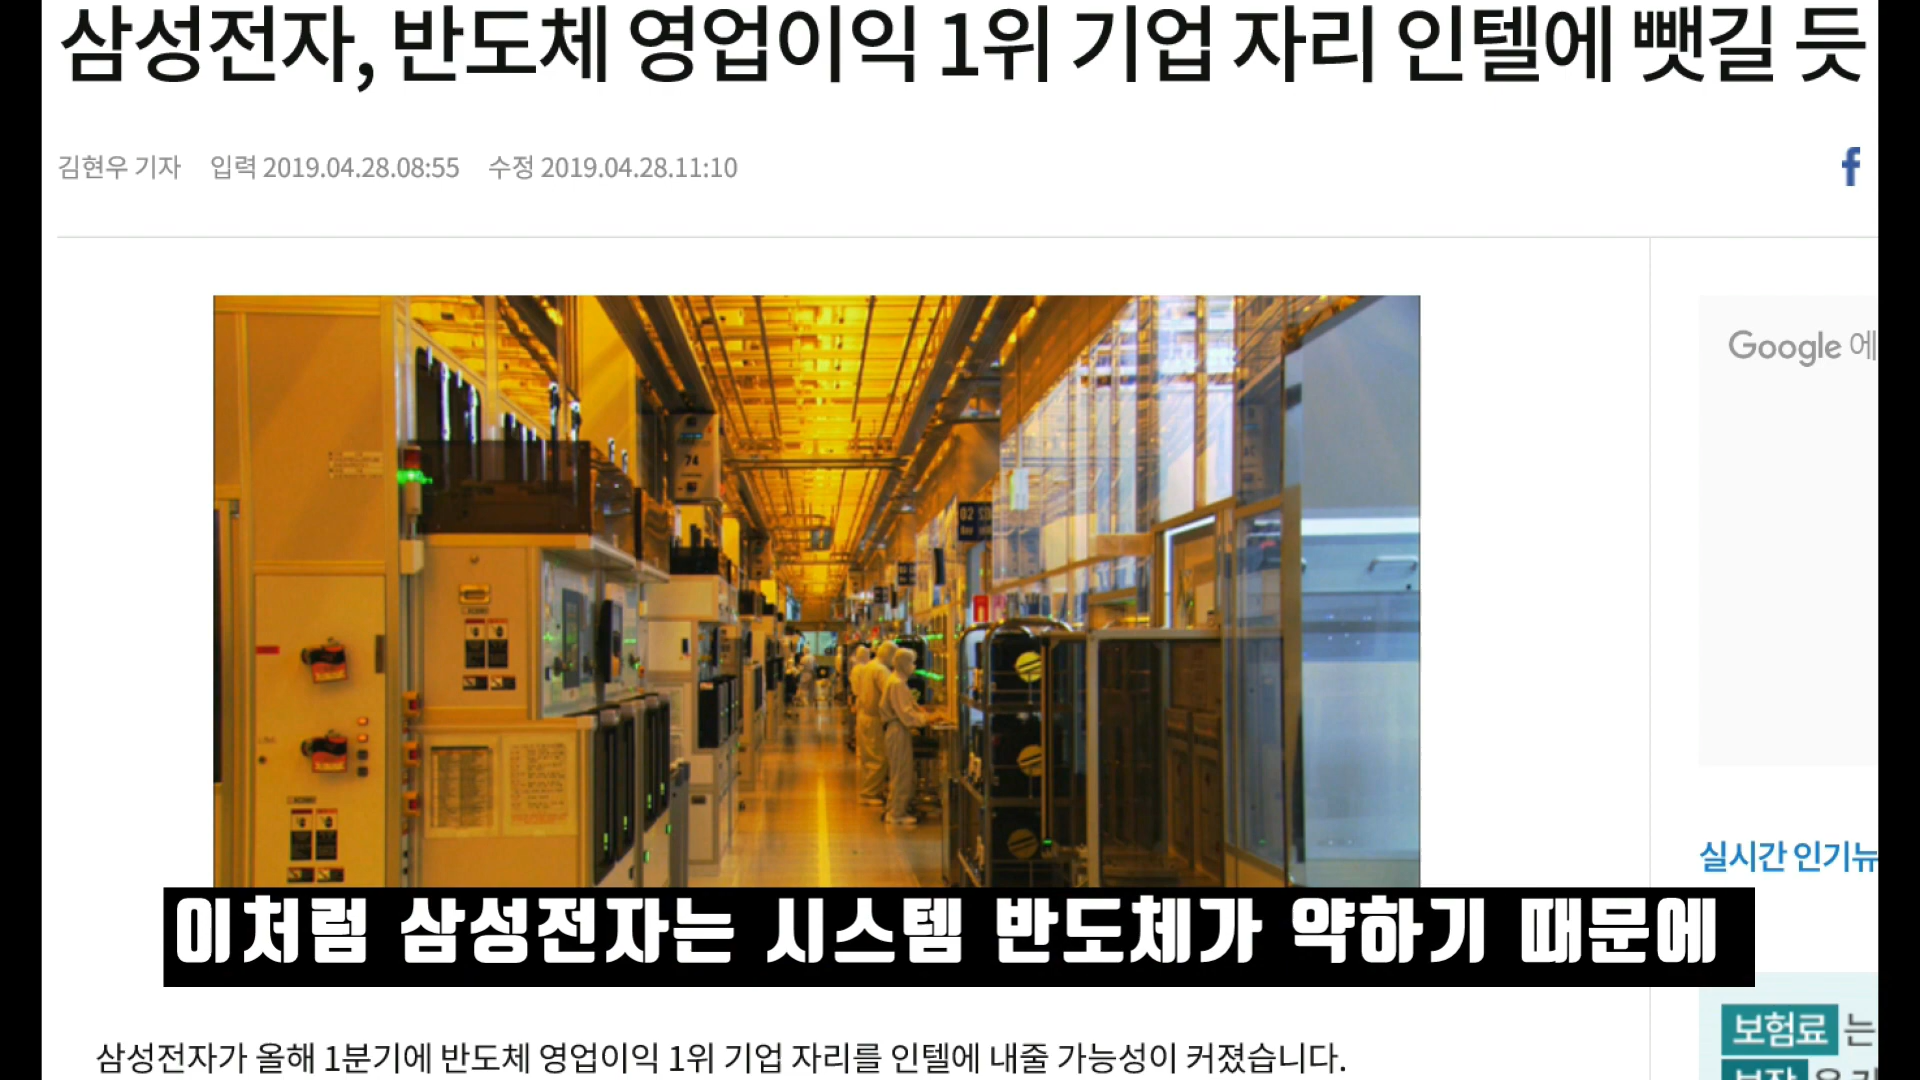 삼성전자, 반도체 영업이익 1위 기업 자리 인텔에 뺏길 듯
김현우 기자 입력 2019.04.28.08:55 수정 2019.04.28.11:10
f
Google 에
74
02
실시간 인기뉴
이처럼 삼성전자는 시스템 반도체가 약하기 때문에
보험료 는
삼성전자가 올해 1분기에 반도체 영업이익 1위 기업 자리를 인텔에 내줄 가능성이 커졌습니다.